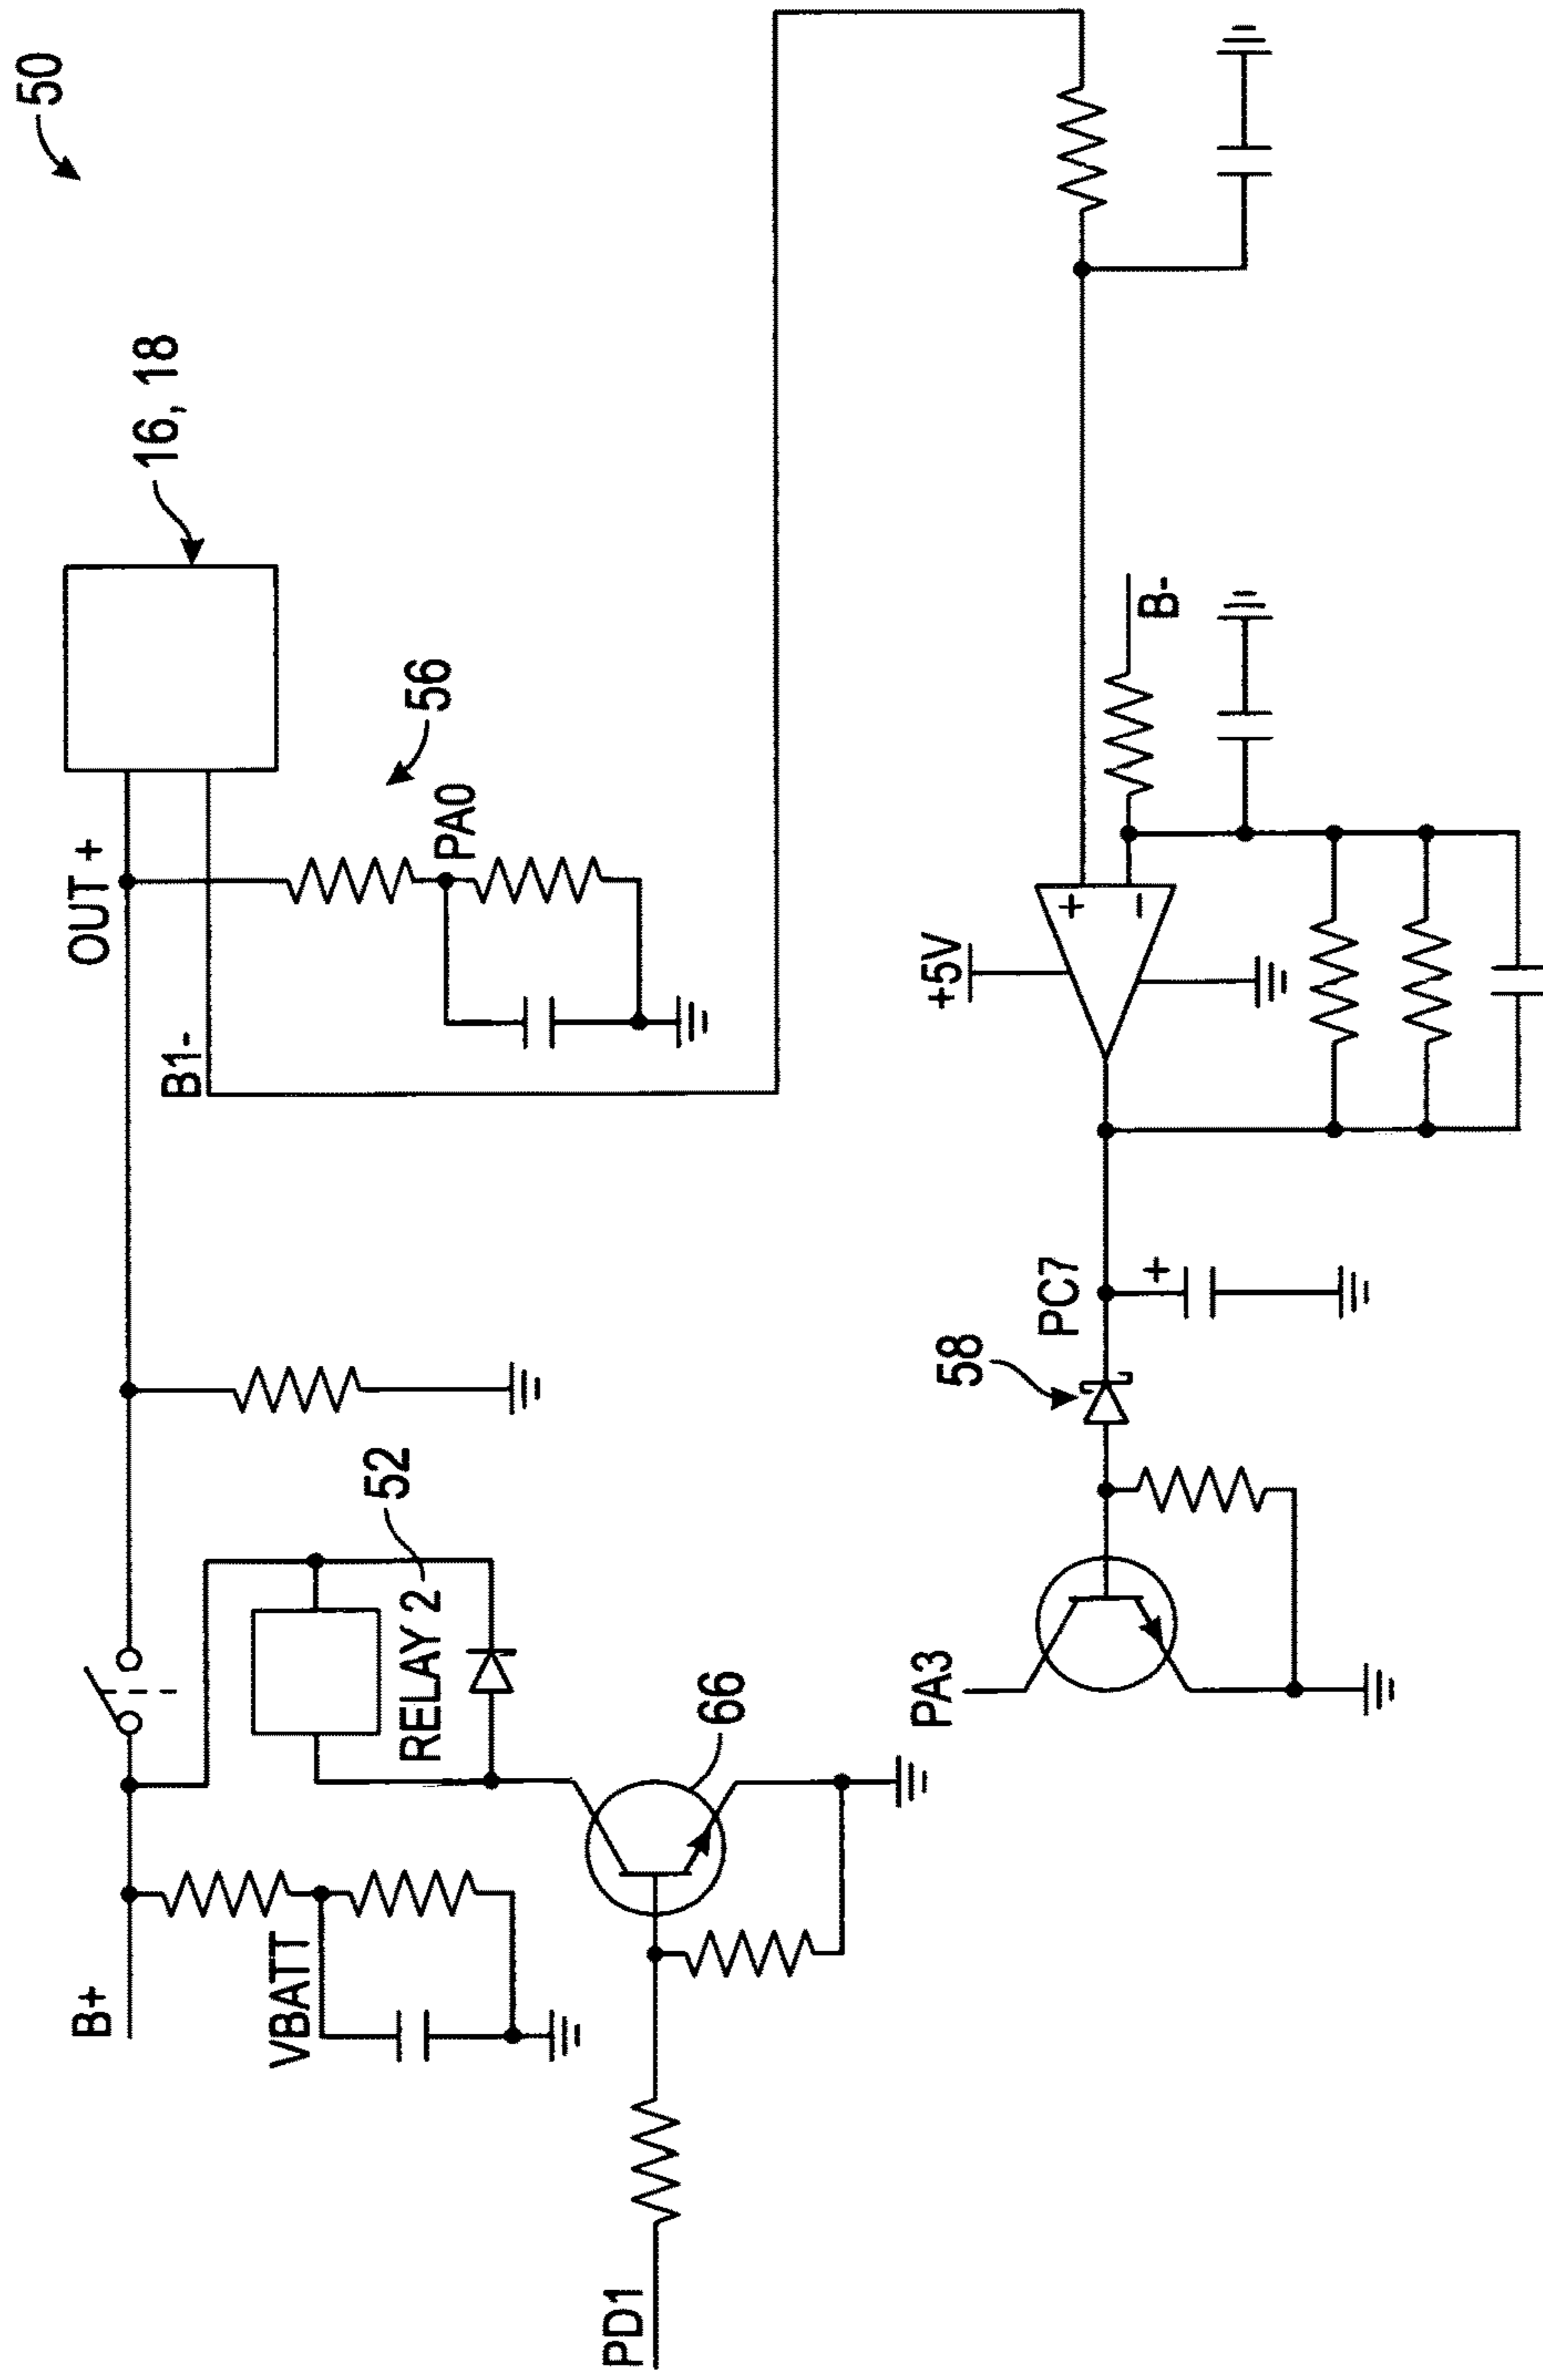 50
16, 18
OUT +
B1-
56
PA0
B+
VBATT
RELAY 2
52
66
PD1
B-
+5V
+
−
PC7
+
58
PA3